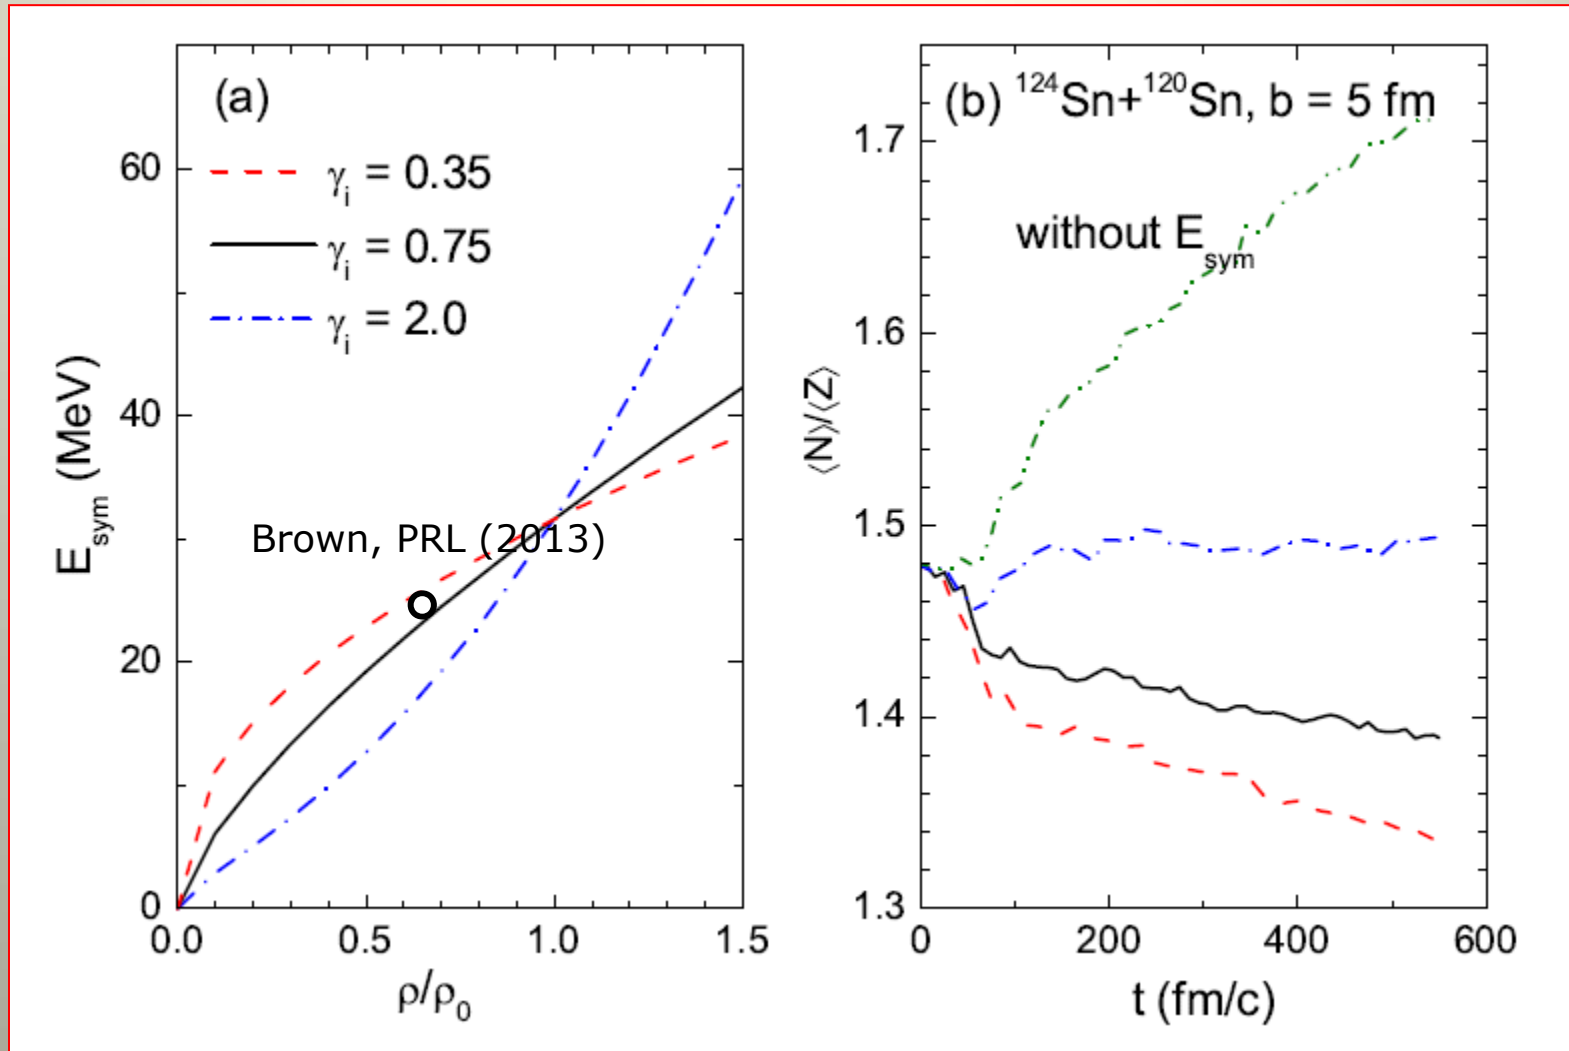 (a)
γi = 0.35
γi = 0.75
γi = 2.0
Brown, PRL (2013)
Esym (MeV)
60
40
20
0
0.0 0.5 1.0 1.5
ρ/ρ0
(b) 124Sn+120Sn, b = 5 fm
without Esym
⟨N⟩/⟨Z⟩
1.7
1.6
1.5
1.4
1.3
0 200 400 600
t (fm/c)